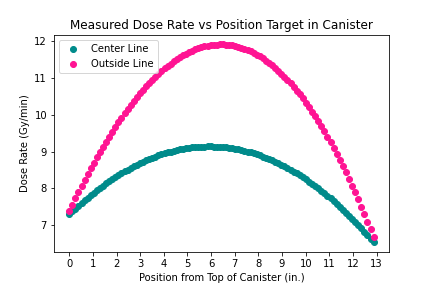 Measured Dose Rate vs Position Target in Canister
Center Line
Outside Line
Dose Rate (Gy/min)
12
11
10
9
8
7
0 1 2 3 4 5 6 7 8 9 10 11 12 13
Position from Top of Canister (in.)